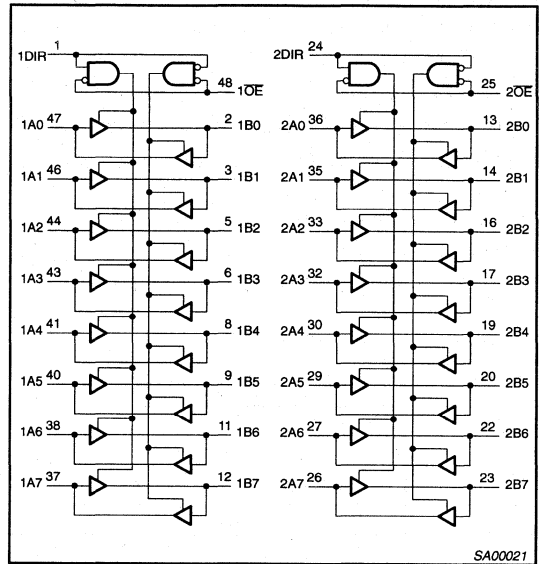 1DIR 1
48 1O̅E̅
1A0 47 2 1B0
1A1 46 3 1B1
1A2 44 5 1B2
1A3 43 6 1B3
1A4 41 8 1B4
1A5 40 9 1B5
1A6 38 11 1B6
1A7 37 12 1B7
2DIR 24
25 2O̅E̅
2A0 36 13 2B0
2A1 35 14 2B1
2A2 33 16 2B2
2A3 32 17 2B3
2A4 30 19 2B4
2A5 29 20 2B5
2A6 27 22 2B6
2A7 26 23 2B7
SA00021